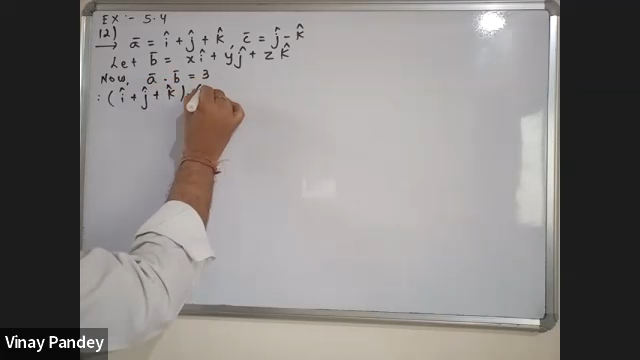 EX :- 5.4
12)
→ ā = î + ĵ + k̂ c̄ = ĵ - k̂
Let b̄ = xî + yĵ + zk̂
Now, ā . b̄ = 3
: (î + ĵ + k̂) . (
Vinay Pandey